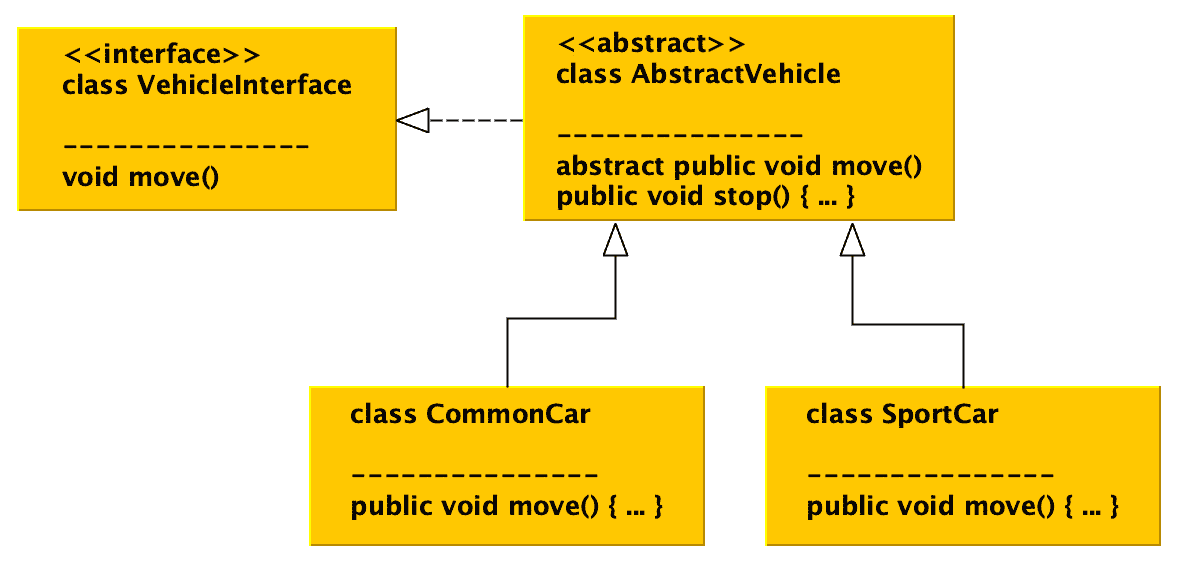 <<interface>>
class VehicleInterface
---------------
void move()
<<abstract>>
class AbstractVehicle
---------------
abstract public void move()
public void stop() { ... }
class CommonCar
---------------
public void move() { ... }
class SportCar
---------------
public void move() { ... }